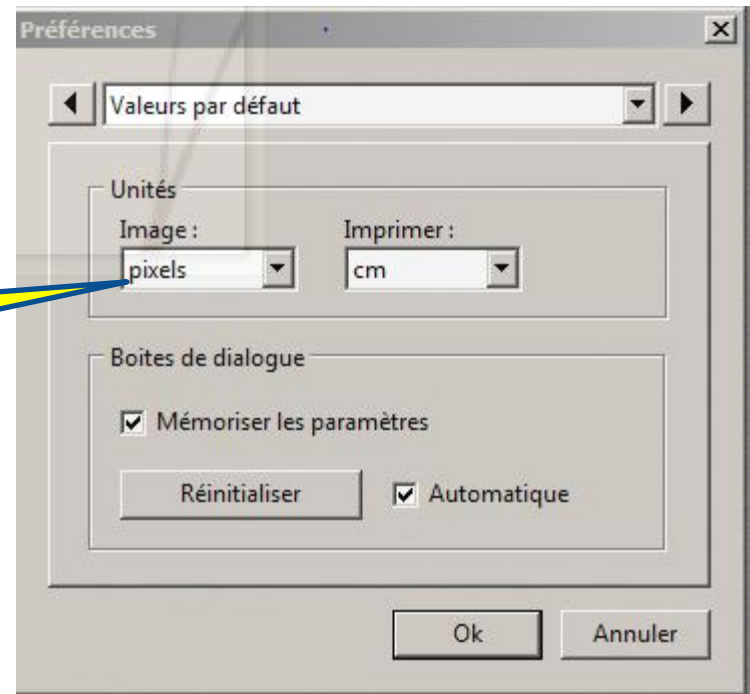 Préférences
Valeurs par défaut
Unités
Image : Imprimer :
pixels cm
Boites de dialogue
Mémoriser les paramètres
Réinitialiser Automatique
Ok Annuler